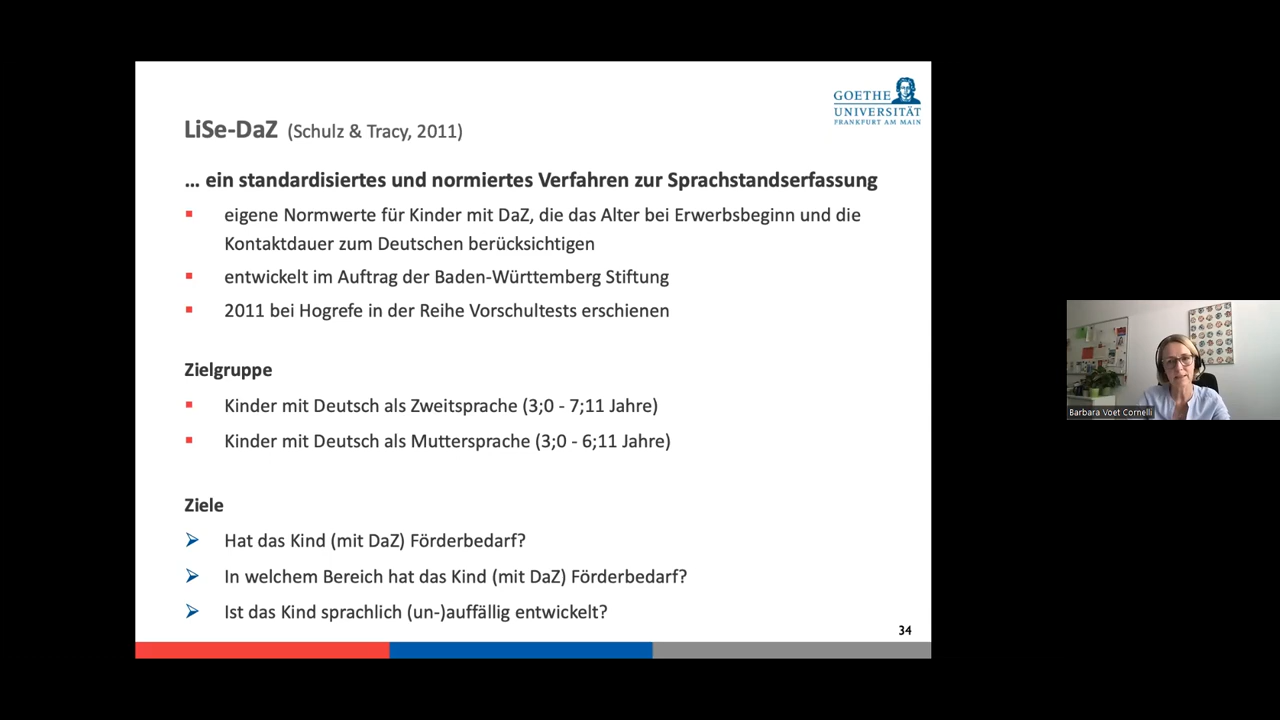 GOETHE
UNIVERSITÄT
FRANKFURT AM MAIN
LiSe-DaZ (Schulz & Tracy, 2011)
... ein standardisiertes und normiertes Verfahren zur Sprachstandserfassung
▪ eigene Normwerte für Kinder mit DaZ, die das Alter bei Erwerbsbeginn und die
Kontaktdauer zum Deutschen berücksichtigen
▪ entwickelt im Auftrag der Baden-Württemberg Stiftung
▪ 2011 bei Hogrefe in der Reihe Vorschultests erschienen
Zielgruppe
▪ Kinder mit Deutsch als Zweitsprache (3;0 - 7;11 Jahre)
▪ Kinder mit Deutsch als Muttersprache (3;0 - 6;11 Jahre)
Ziele
➢ Hat das Kind (mit DaZ) Förderbedarf?
➢ In welchem Bereich hat das Kind (mit DaZ) Förderbedarf?
➢ Ist das Kind sprachlich (un-)auffällig entwickelt?
34
Barbara Voet Cornelli